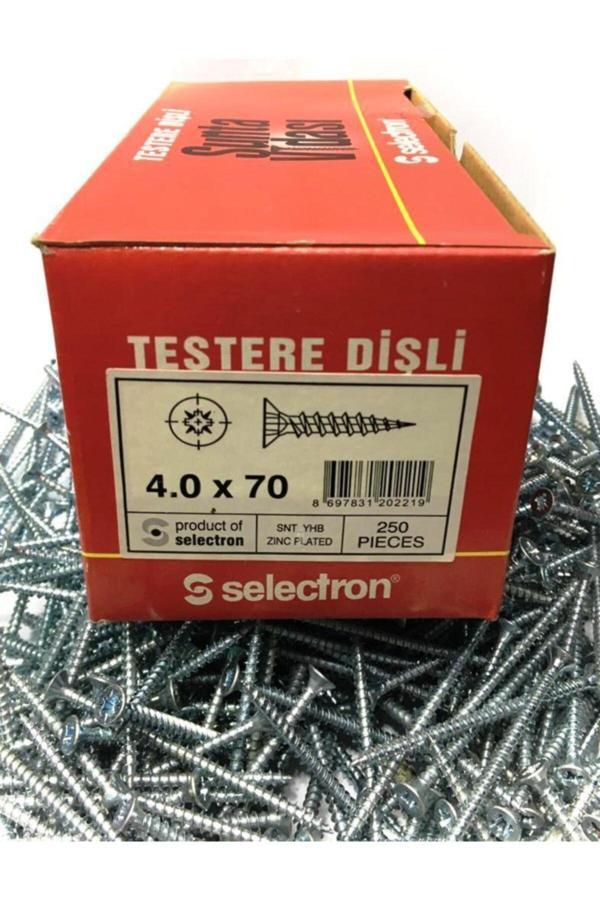 TESTERE DİŞLİ
Sunta
Vidası
selectron
TESTERE DİŞLİ
4.0 x 70
8 697831 202219
product of
selectron
SNT YHB
ZINC PLATED
250
PIECES
selectron®